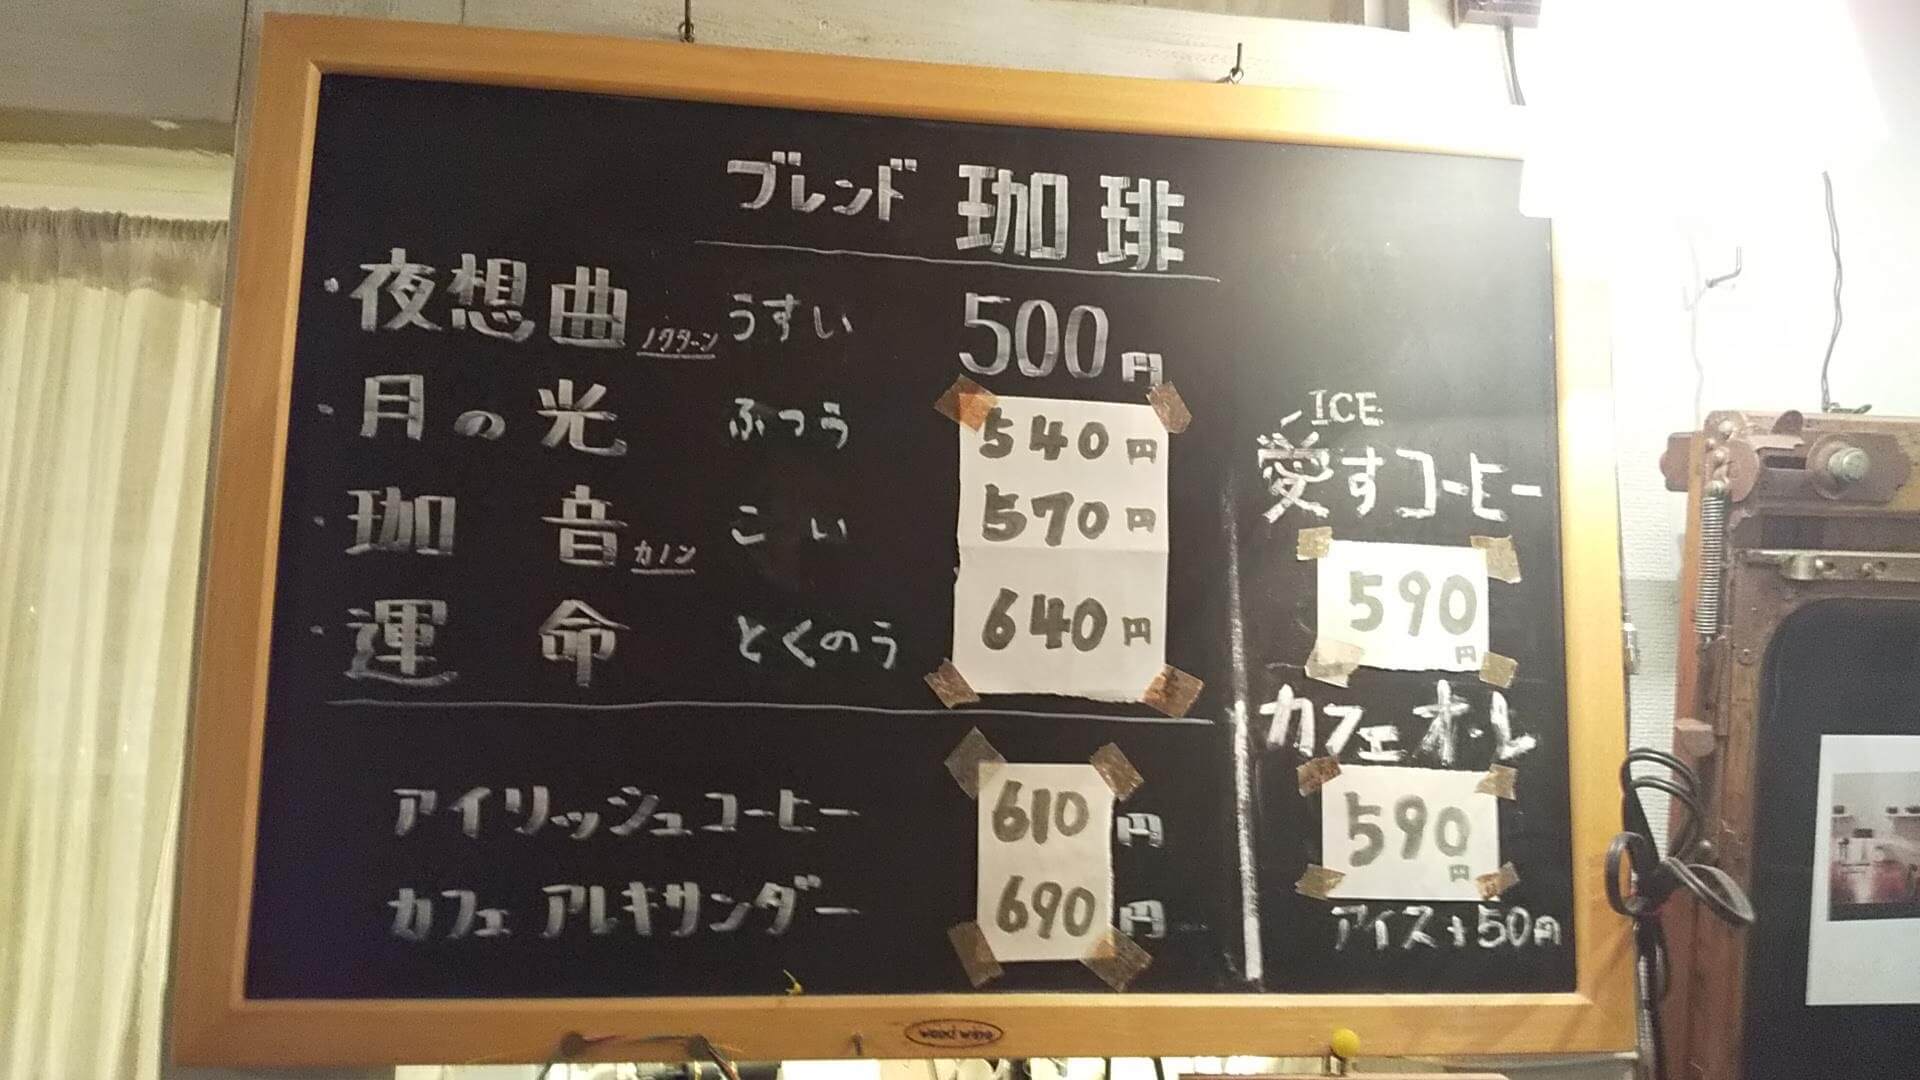 ブレンド 珈琲
・夜想曲 ノクターン うすい 500円
・月の光 ふつう 540円
・珈音 カノン こい 570円
・運命 とくのう 640円
アイリッシュコーヒー 610円
カフェ アレキサンダー 690円
ICE
愛すコーヒー
590円
カフェオ・レ
590円
アイス+50円
wood wine